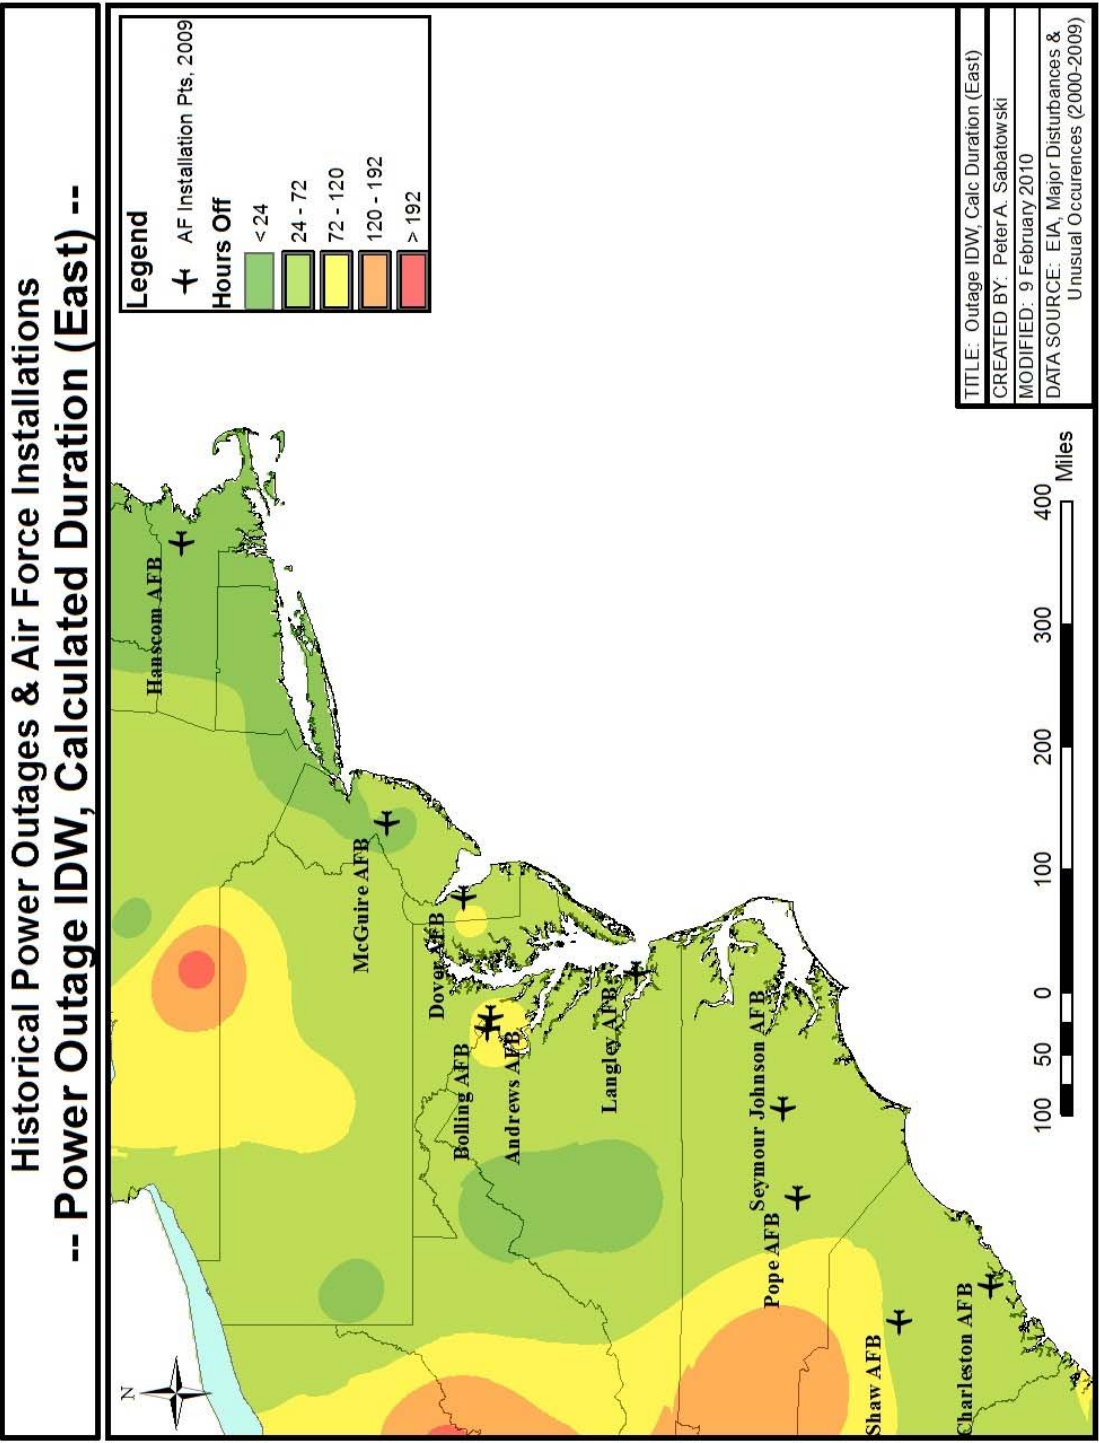 Historical Power Outages & Air Force Installations
-- Power Outage IDW, Calculated Duration (East) --
Legend
AF Installation Pts, 2009
Hours Off
< 24
24 - 72
72 - 120
120 - 192
> 192
N
Hanscom AFB
McGuire AFB
Dover AFB
Bolling AFB
Andrews AFB
Langley AFB
Seymour Johnson AFB
Pope AFB
Shaw AFB
Charleston AFB
100 50 0 100 200 300 400
Miles
TITLE: Outage IDW, Calc Duration (East)
CREATED BY: Peter A. Sabatowski
MODIFIED: 9 February 2010
DATA SOURCE: EIA, Major Disturbances &
Unusual Occurences (2000-2009)